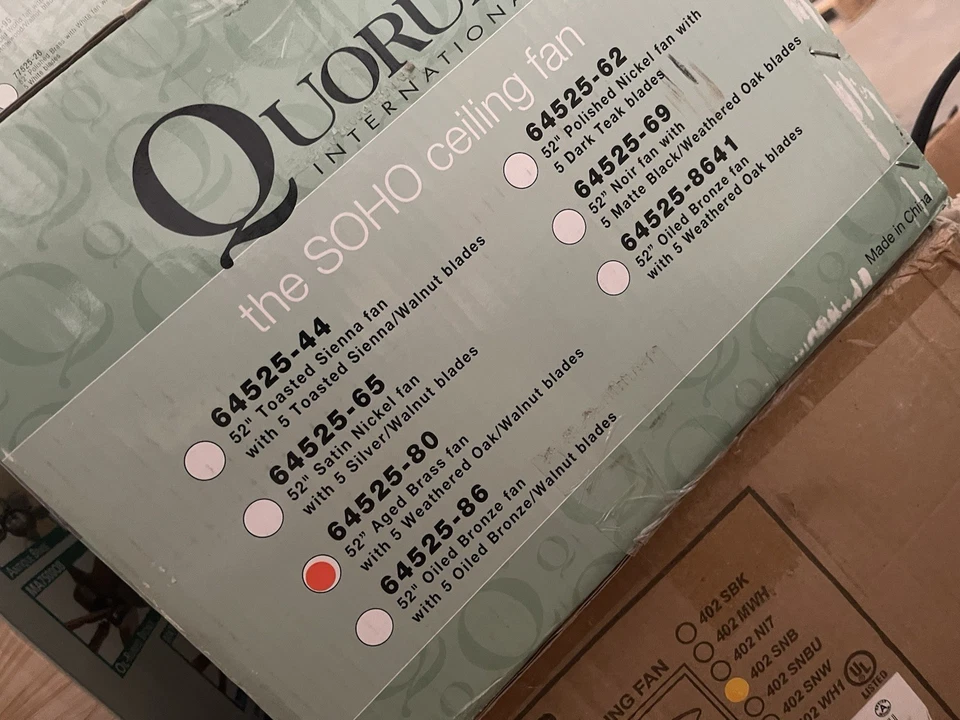 QUORU
INTERNATIONA
the SOHO ceiling fan
64525-44
52" Toasted Sienna fan
with 5 Toasted Sienna/Walnut blades
64525-65
52" Satin Nickel fan
with 5 Silver/Walnut blades
64525-80
52" Aged Brass fan
with 5 Weathered Oak/Walnut blades
64525-86
52" Oiled Bronze fan
with 5 Oiled Bronze/Walnut blades
64525-62
52" Polished Nickel fan with
5 Dark Teak blades
64525-69
52" Noir fan with
5 Matte Black/Weathered Oak blades
64525-8641
52" Oiled Bronze fan
with 5 Weathered Oak blades
Made in China
77525-20
402 SBK
402 MWH
402 NI7
402 SNB
402 SNBU
402 SNW
402 WH1
NG FAN
UL
LISTED